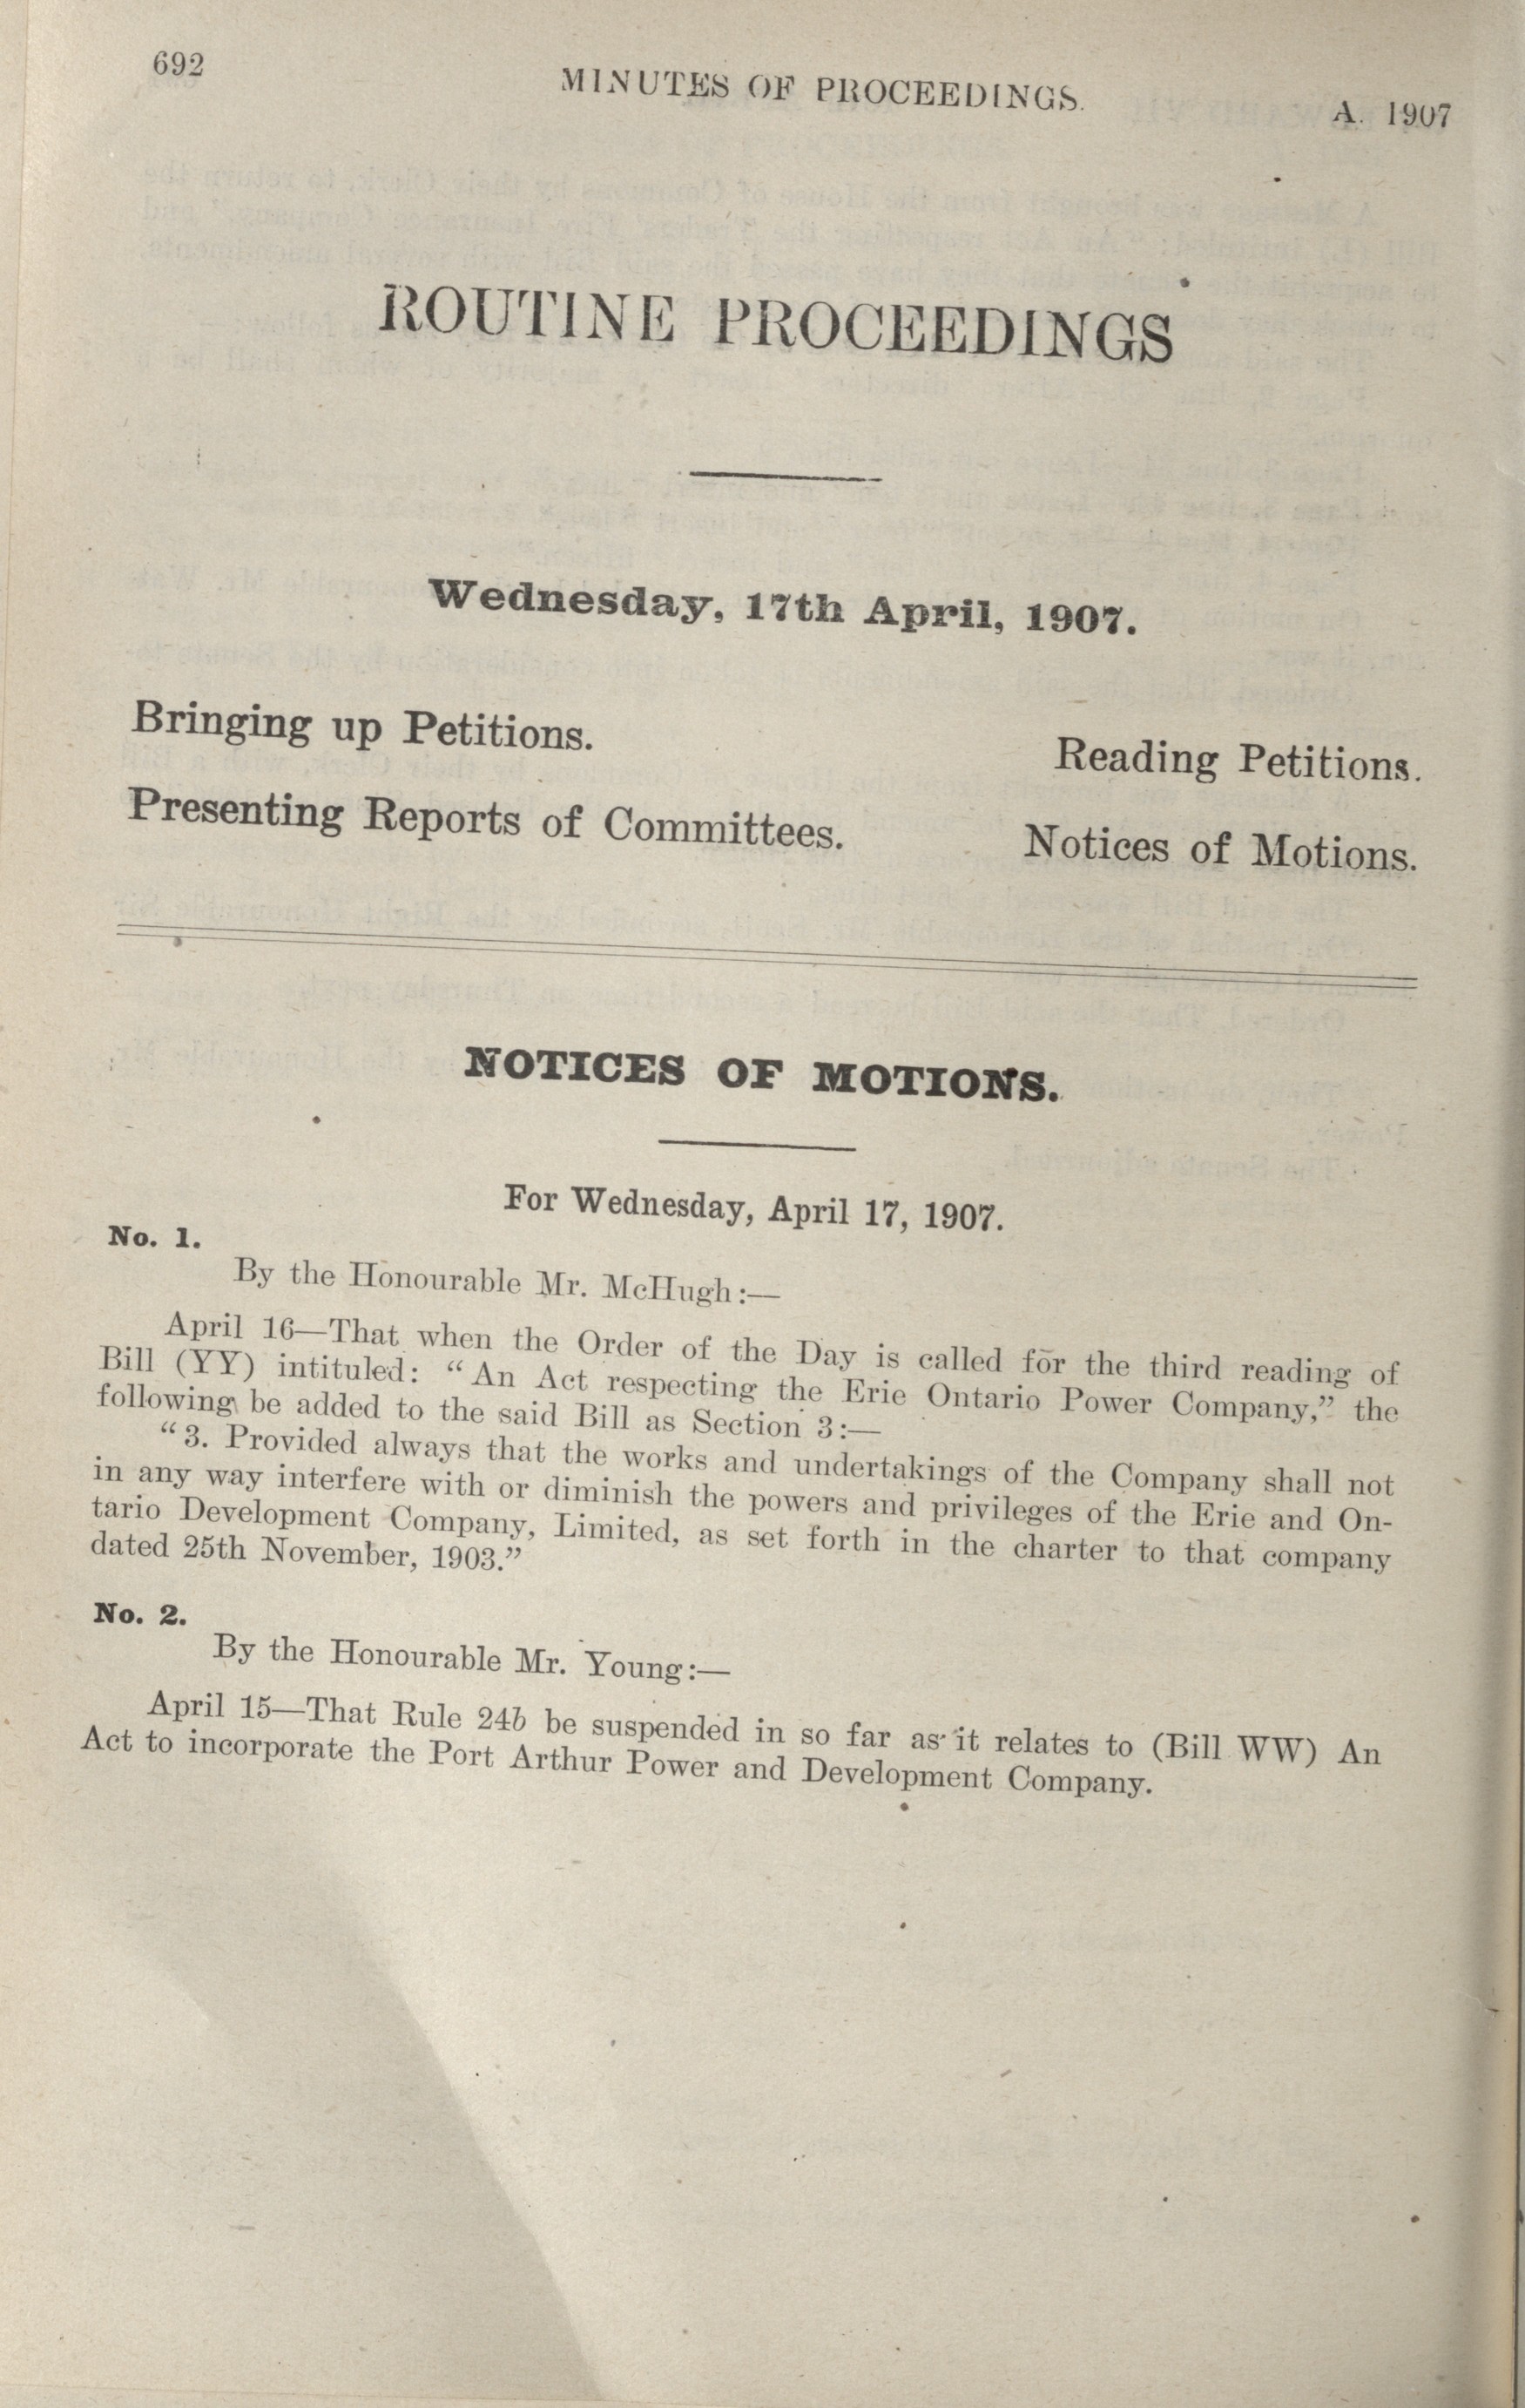 692
MINUTES OF PROCEEDINGS.
A. 1907
ROUTINE PROCEEDINGS
Wednesday, 17th April, 1907.
Bringing up Petitions.
Reading Petitions.
Presenting Reports of Committees.
Notices of Motions.
NOTICES OF MOTIONS.
For Wednesday, April 17, 1907.
No. 1.
By the Honourable Mr. McHugh:—
April 16—That when the Order of the Day is called for the third reading of
Bill (YY) intituled: “An Act respecting the Erie Ontario Power Company,” the
following be added to the said Bill as Section 3:—
“3. Provided always that the works and undertakings of the Company shall not
in any way interfere with or diminish the powers and privileges of the Erie and On-
tario Development Company, Limited, as set forth in the charter to that company
dated 25th November, 1903.”
No. 2.
By the Honourable Mr. Young:—
April 15—That Rule 24b be suspended in so far as it relates to (Bill WW) An
Act to incorporate the Port Arthur Power and Development Company.